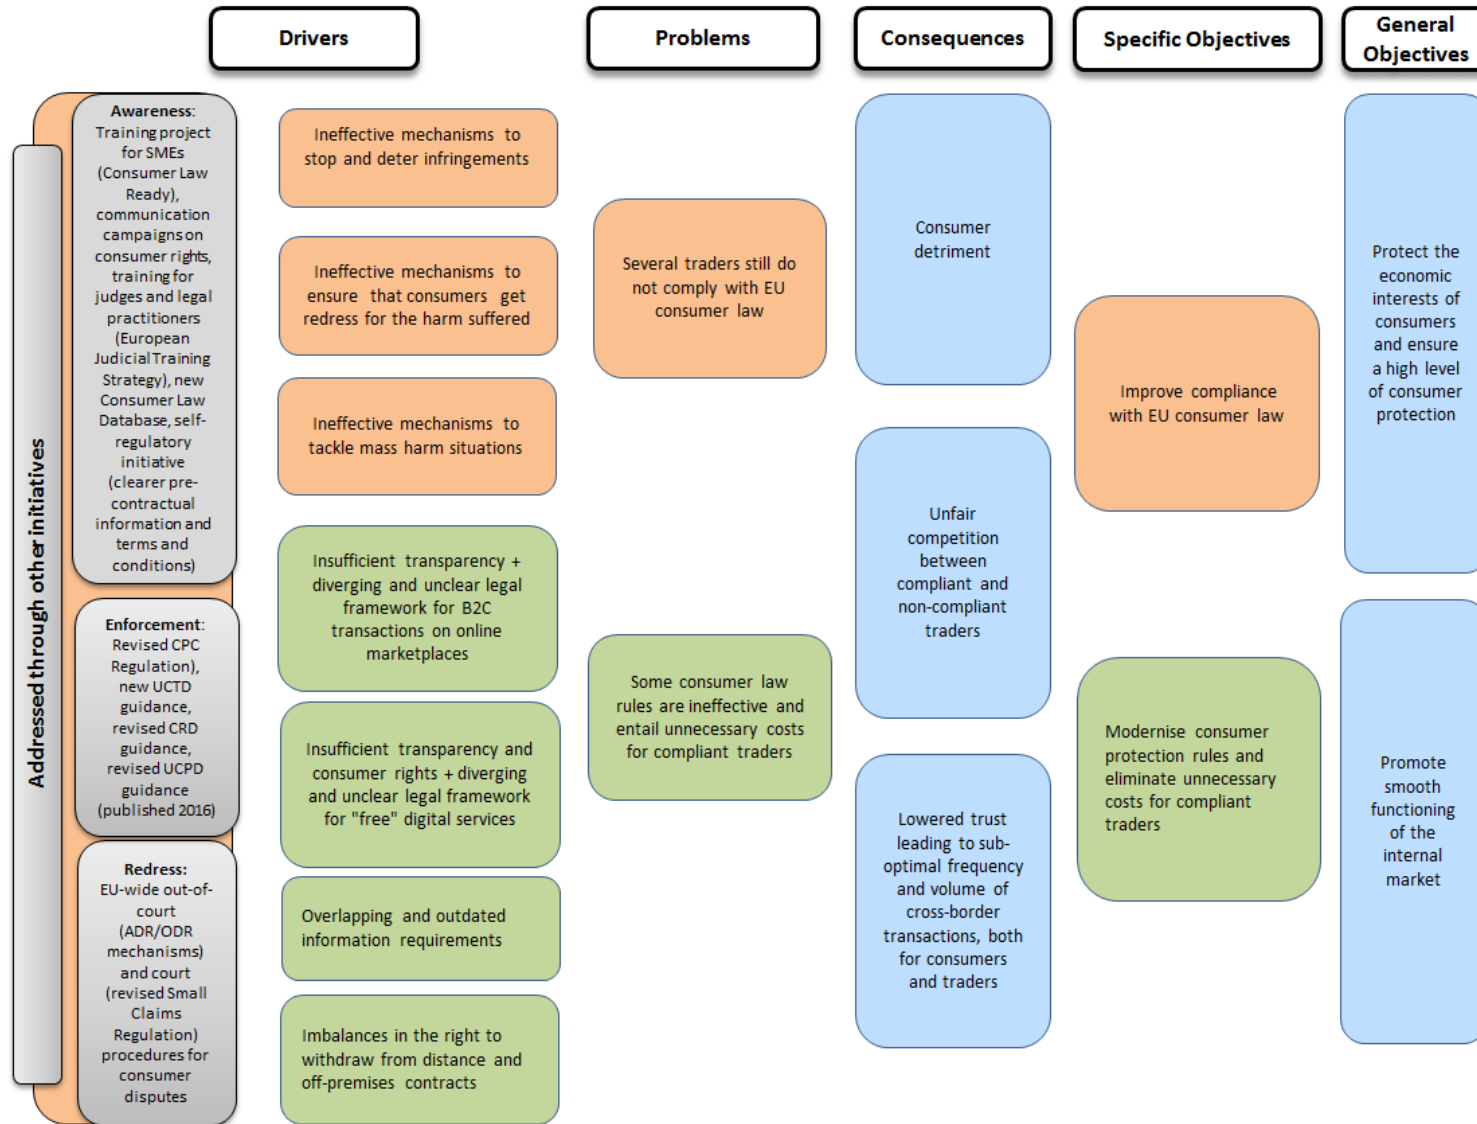 Drivers
Problems
Consequences
Specific Objectives
General
Objectives
Addressed through other initiatives
Awareness:
Training project
for SMEs
(Consumer Law
Ready),
communication
campaigns on
consumer rights,
training for
judges and legal
practitioners
(European
Judicial Training
Strategy), new
Consumer Law
Database, self-
regulatory
initiative
(clearer pre-
contractual
information and
terms and
conditions)
Enforcement:
Revised CPC
Regulation),
new UCTD
guidance,
revised CRD
guidance,
revised UCPD
guidance
(published 2016)
Redress:
EU-wide out-of-
court
(ADR/ODR
mechanisms)
and court
(revised Small
Claims
Regulation)
procedures for
consumer
disputes
Ineffective mechanisms to
stop and deter infringements
Ineffective mechanisms to
ensure that consumers get
redress for the harm suffered
Ineffective mechanisms to
tackle mass harm situations
Insufficient transparency +
diverging and unclear legal
framework for B2C
transactions on online
marketplaces
Insufficient transparency and
consumer rights + diverging
and unclear legal framework
for "free" digital services
Overlapping and outdated
information requirements
Imbalances in the right to
withdraw from distance and
off-premises contracts
Several traders still do
not comply with EU
consumer law
Some consumer law
rules are ineffective and
entail unnecessary costs
for compliant traders
Consumer
detriment
Unfair
competition
between
compliant and
non-compliant
traders
Lowered trust
leading to sub-
optimal frequency
and volume of
cross-border
transactions, both
for consumers
and traders
Improve compliance
with EU consumer law
Modernise consumer
protection rules and
eliminate unnecessary
costs for compliant
traders
Protect the
economic
interests of
consumers
and ensure
a high level
of consumer
protection
Promote
smooth
functioning
of the
internal
market